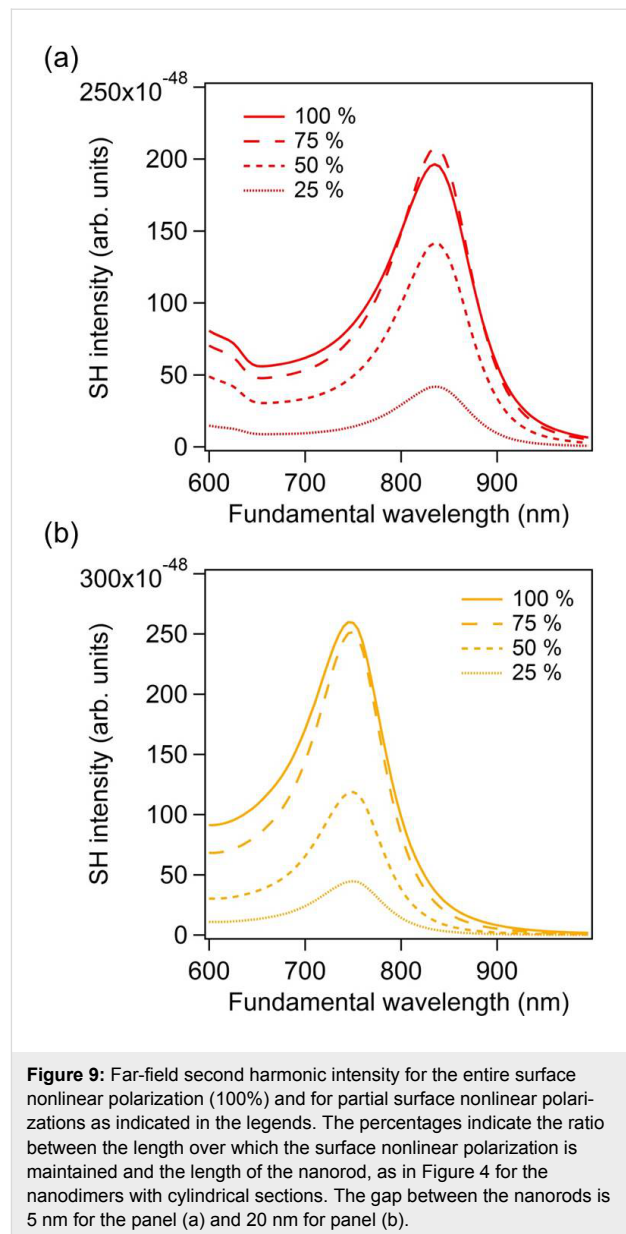 (a)
250x10-48
200
150
100
50
0
SH intensity (arb. units)
100 %
75 %
50 %
25 %
600 700 800 900
Fundamental wavelength (nm)
(b)
300x10-48
250
200
150
100
50
0
SH intensity (arb. units)
100 %
75 %
50 %
25 %
600 700 800 900
Fundamental wavelength (nm)
Figure 9: Far-field second harmonic intensity for the entire surface
nonlinear polarization (100%) and for partial surface nonlinear polari-
zations as indicated in the legends. The percentages indicate the ratio
between the length over which the surface nonlinear polarization is
maintained and the length of the nanorod, as in Figure 4 for the
nanodimers with cylindrical sections. The gap between the nanorods is
5 nm for the panel (a) and 20 nm for panel (b).